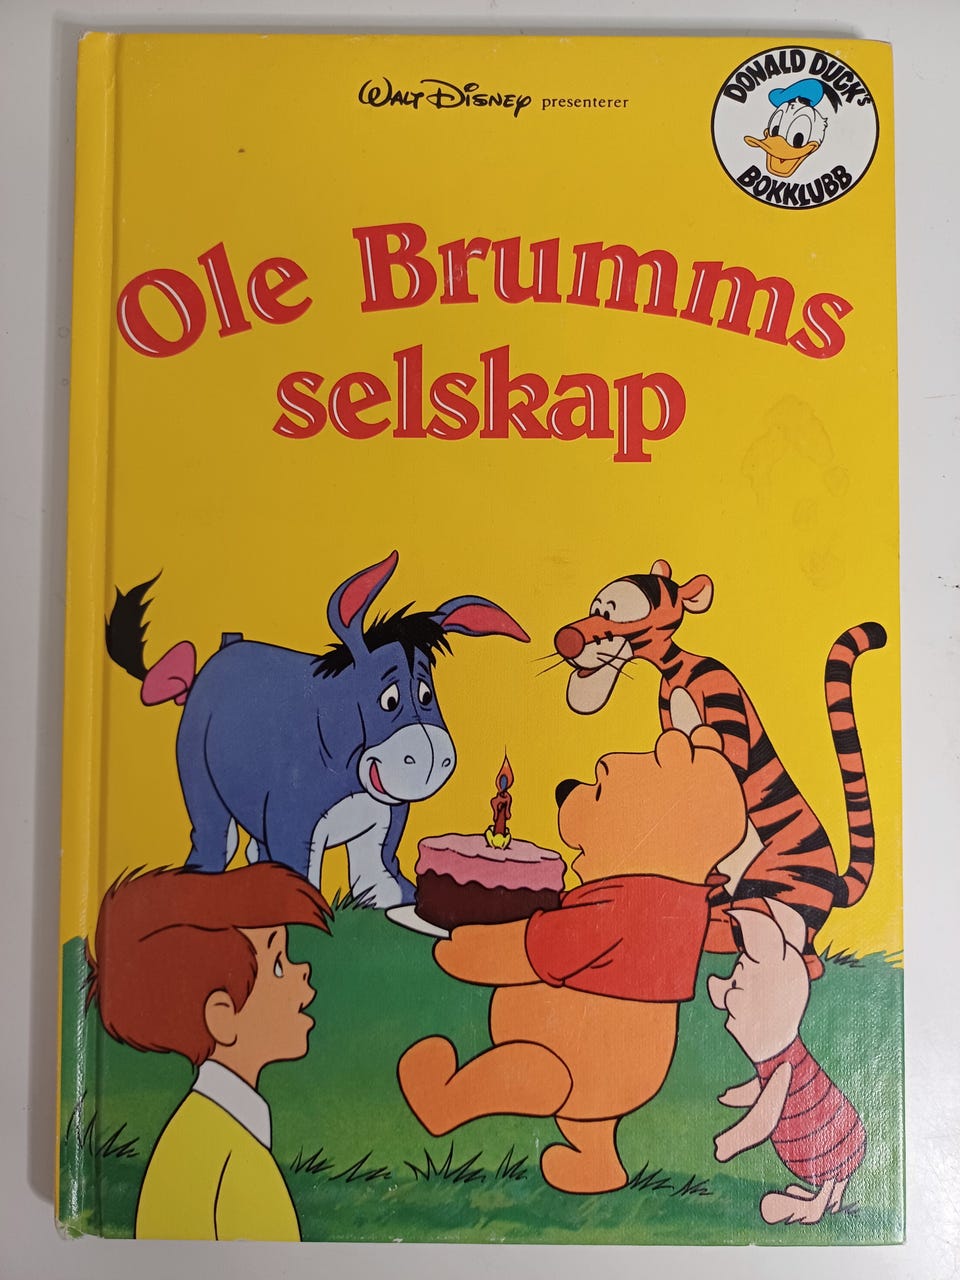 WALT DISNEY presenterer
DONALD DUCK's
BOKKLUBB
Ole Brumms
selskap